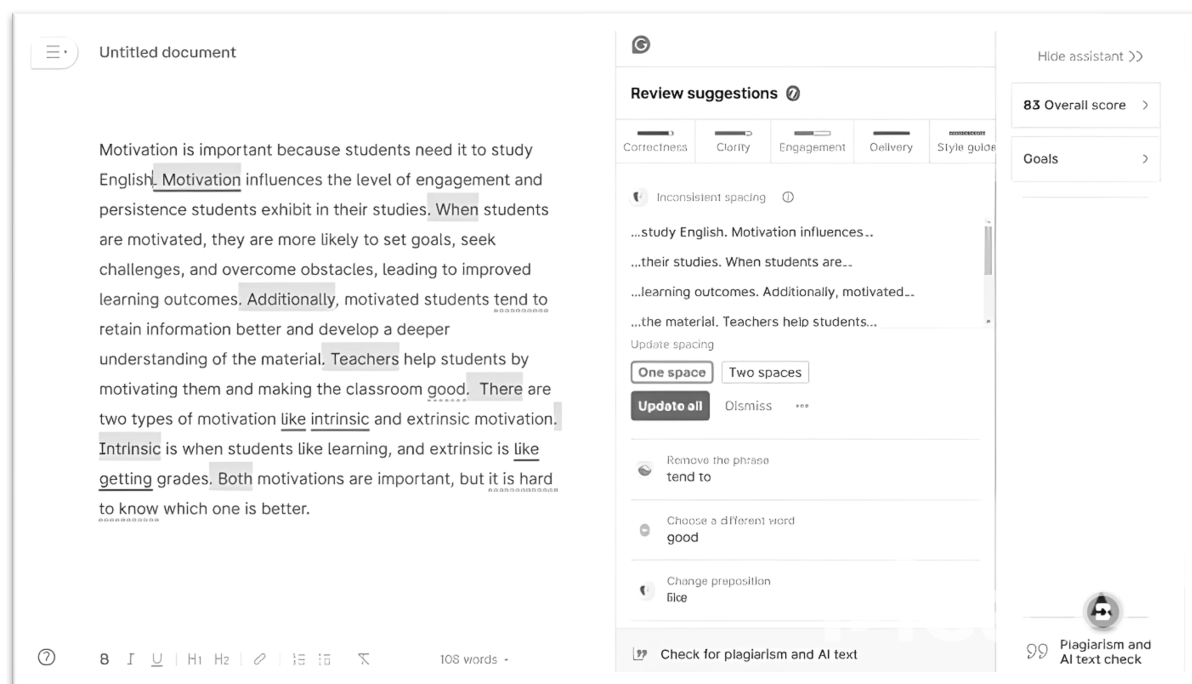 Untitled document
Hide assistant
Review suggestions
83 Overall score
Goals
Correctness
Clarity
Engagement
Delivery
Style guide
Motivation is important because students need it to study
English. Motivation influences the level of engagement and
persistence students exhibit in their studies. When students
are motivated, they are more likely to set goals, seek
challenges, and overcome obstacles, leading to improved
learning outcomes. Additionally, motivated students tend to
retain information better and develop a deeper
understanding of the material. Teachers help students by
motivating them and making the classroom good.  There are
two types of motivation like intrinsic and extrinsic motivation.
Intrinsic is when students like learning, and extrinsic is like
getting grades. Both motivations are important, but it is hard
to know which one is better.
Inconsistent spacing
...study English. Motivation influences...
...their studies. When students are...
...learning outcomes. Additionally, motivated...
...the material. Teachers help students...
Update spacing
One space
Two spaces
Update all
Dismiss
Remove the phrase
tend to
Choose a different word
good
Change preposition
B
I
U
H1
H2
108 words
Check for plagiarism and AI text
Plagiarism and
AI text check